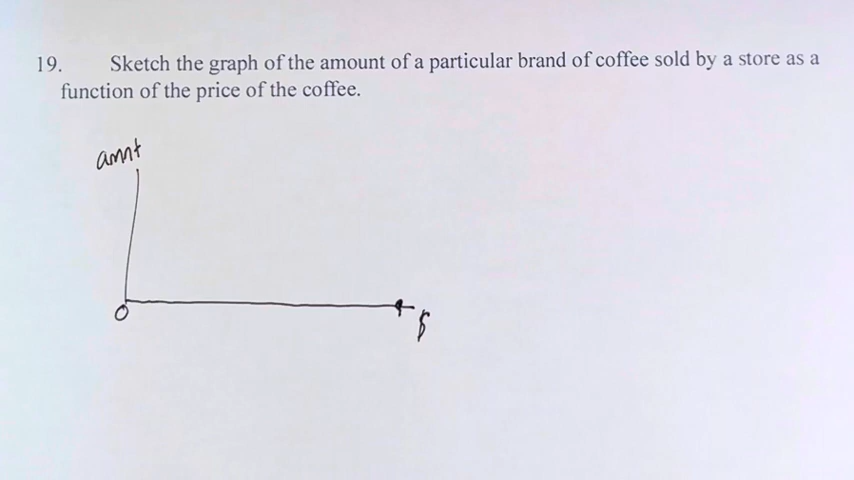 19. Sketch the graph of the amount of a particular brand of coffee sold by a store as a
function of the price of the coffee.
amnt
0
$